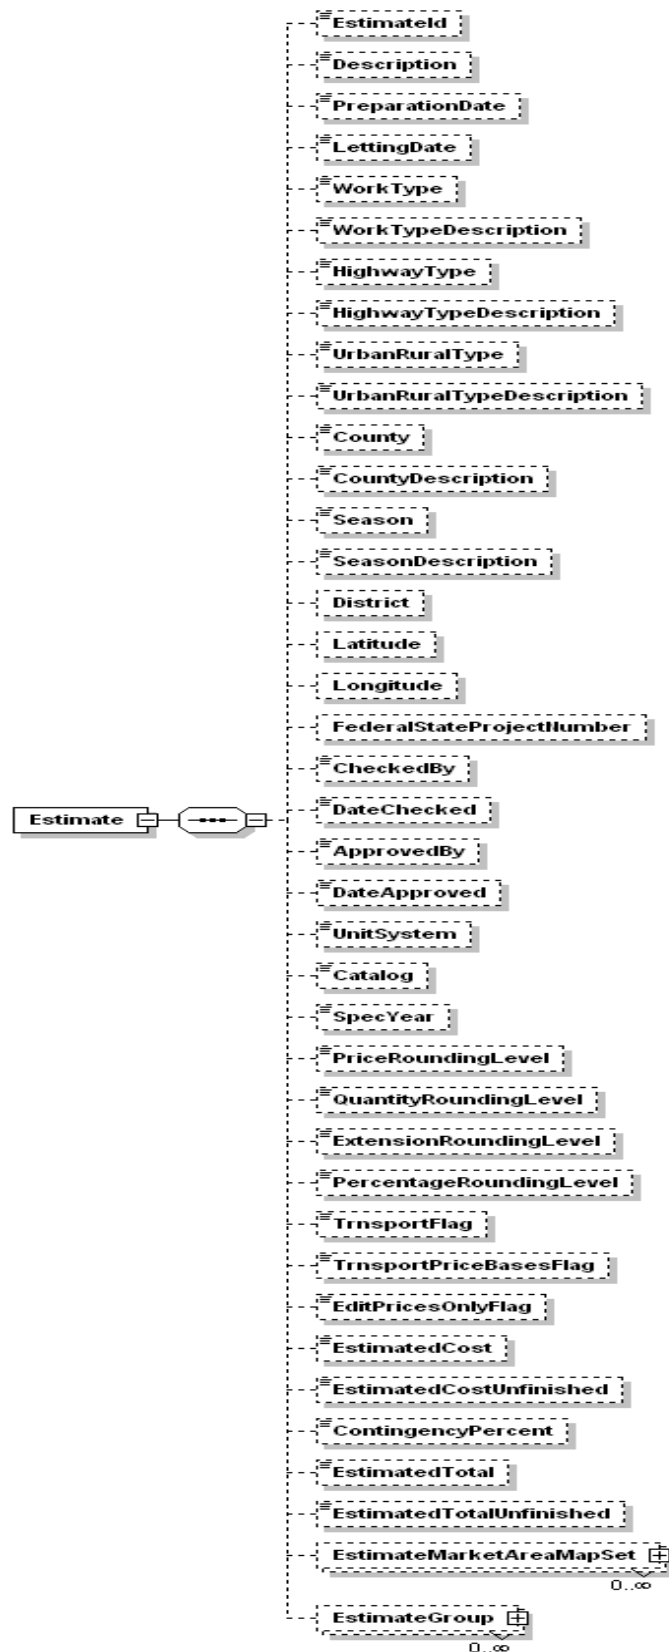 EstimateId
Description
PreparationDate
LettingDate
WorkType
WorkTypeDescription
HighwayType
HighwayTypeDescription
UrbanRuralType
UrbanRuralTypeDescription
County
CountyDescription
Season
SeasonDescription
District
Latitude
Longitude
FederalStateProjectNumber
CheckedBy
Estimate
DateChecked
ApprovedBy
DateApproved
UnitSystem
Catalog
SpecYear
PriceRoundingLevel
QuantityRoundingLevel
ExtensionRoundingLevel
PercentageRoundingLevel
TrnsportFlag
TrnsportPriceBasesFlag
EditPricesOnlyFlag
EstimatedCost
EstimatedCostUnfinished
ContingencyPercent
EstimatedTotal
EstimatedTotalUnfinished
EstimateMarketAreaMapSet
0..∞
EstimateGroup
0..∞